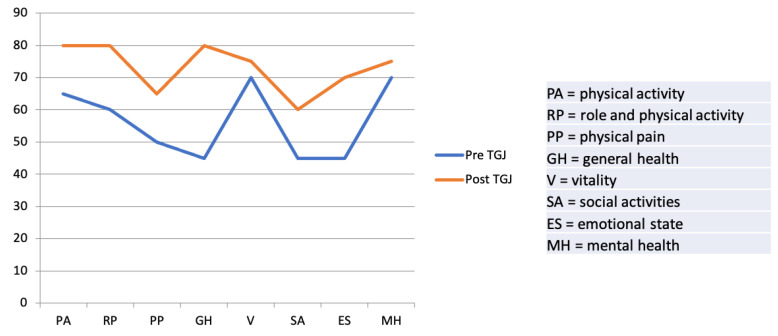 90
80
70
60
50
40
30
20
10
0
PA RP PP GH V SA ES MH
Pre TGJ
Post TGJ
PA = physical activity
RP = role and physical activity
PP = physical pain
GH = general health
V = vitality
SA = social activities
ES = emotional state
MH = mental health